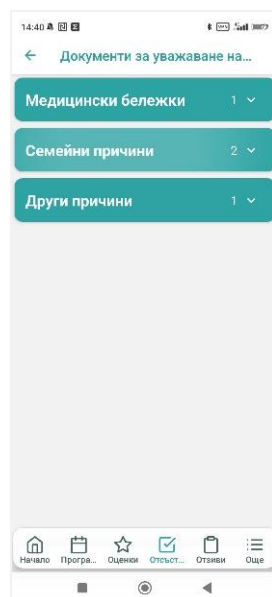 14:40
← Документи за уважаване на...
Медицински бележки 1
Семейни причини 2
Други причини 1
Начало Програ... Оценки Отсъст... Отзиви Още